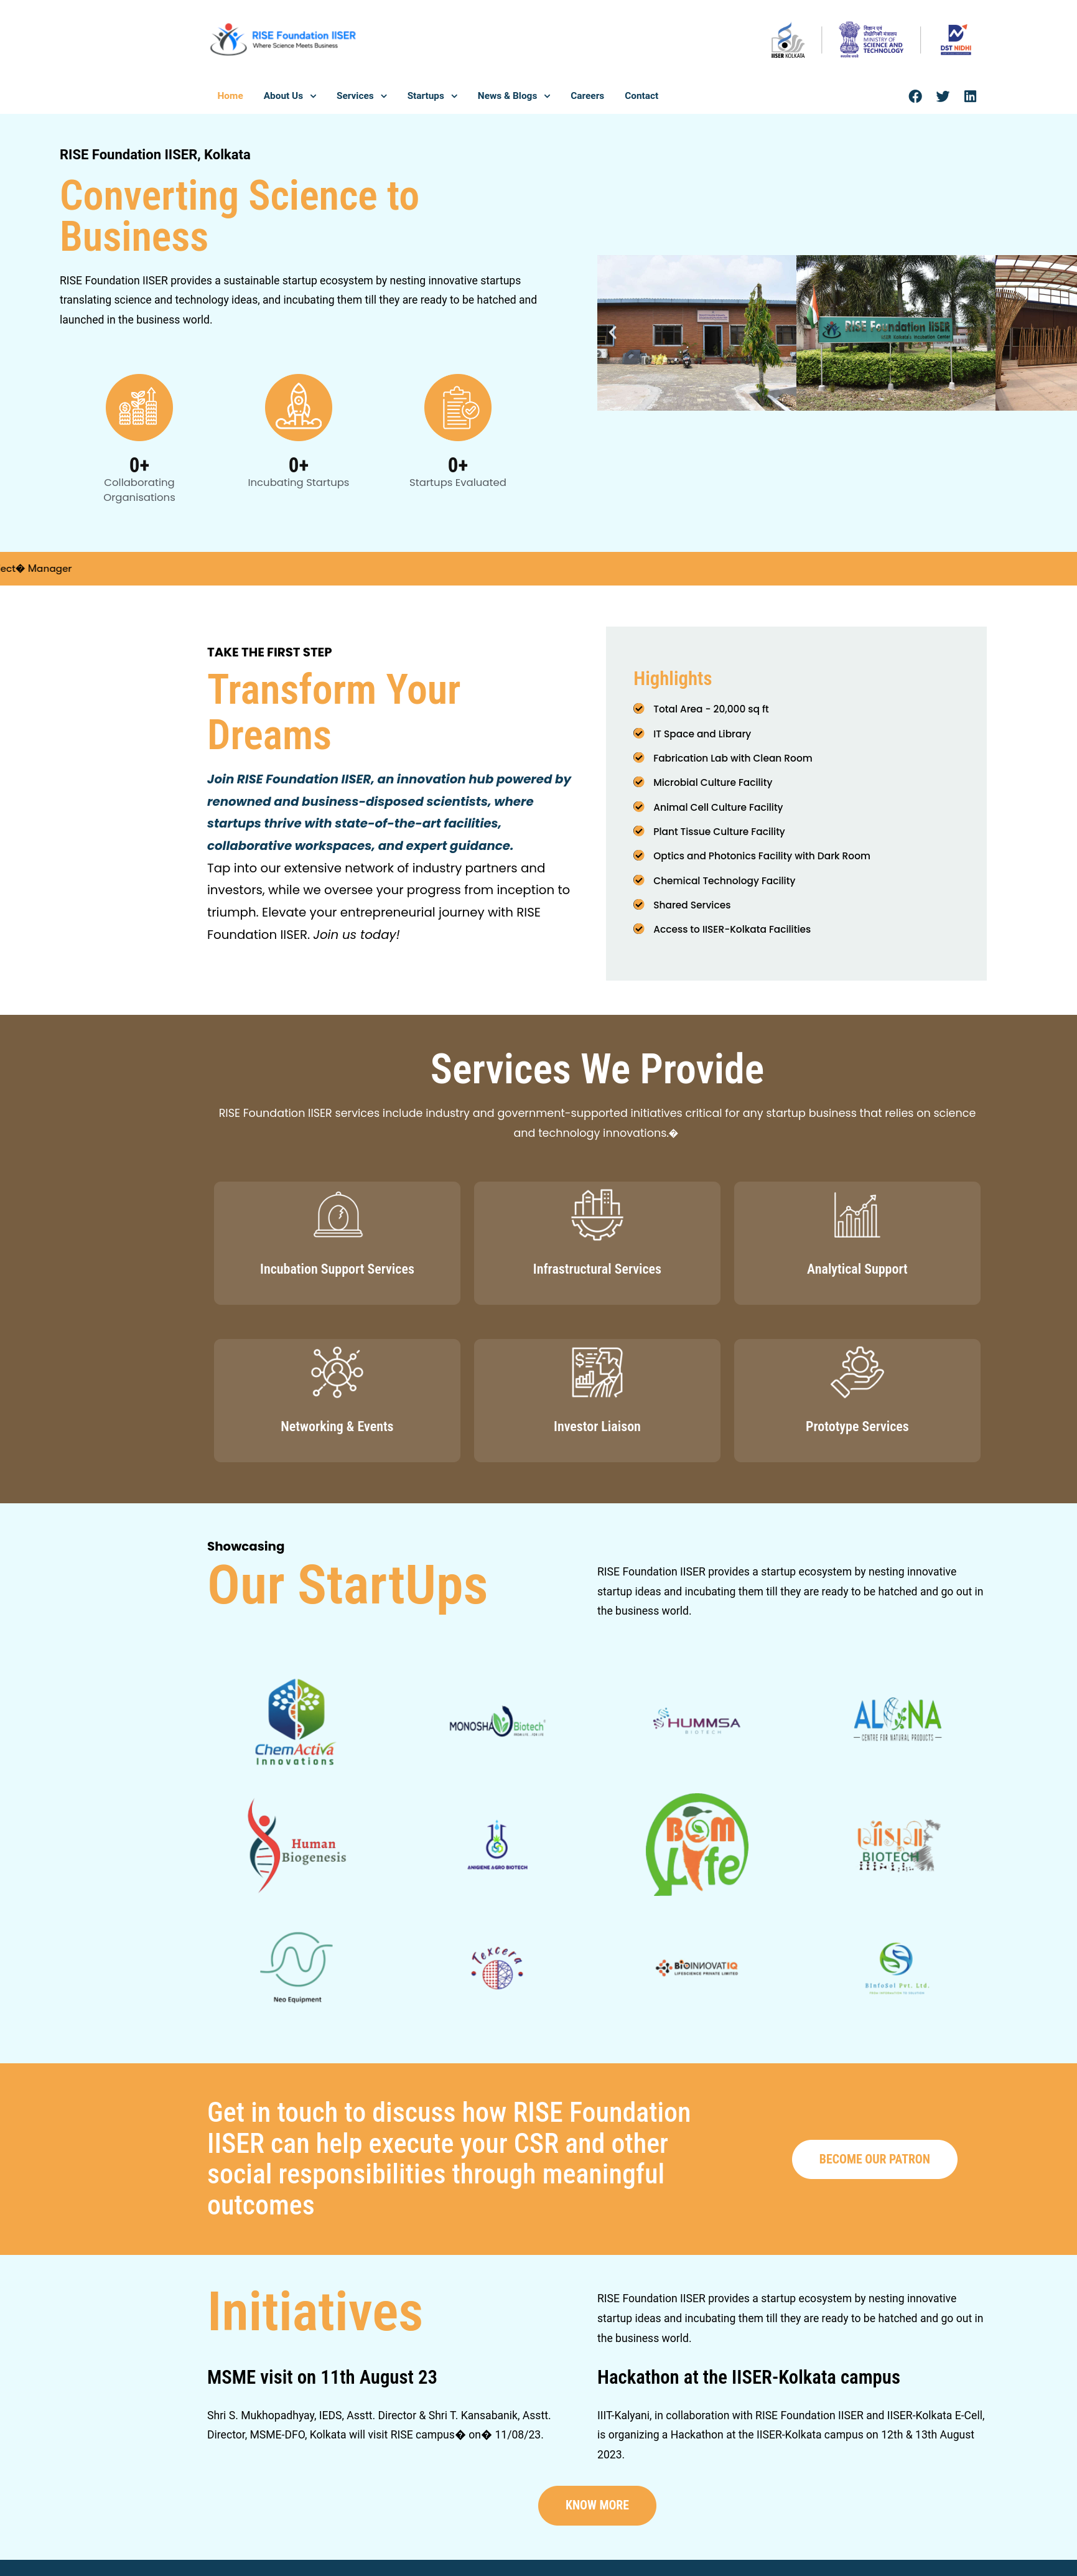 RISE Foundation IISER
Where Science Meets Business
IISER KOLKATA
विज्ञान एवं
प्रौद्योगिकी मंत्रालय
MINISTRY OF
SCIENCE AND
TECHNOLOGY
DST NIDHI
Home
About Us
Services
Startups
News & Blogs
Careers
Contact
RISE Foundation IISER, Kolkata
Converting Science to
Business
RISE Foundation IISER provides a sustainable startup ecosystem by nesting innovative startups
translating science and technology ideas, and incubating them till they are ready to be hatched and
launched in the business world.
RISE Foundation IISER
0+
Collaborating
Organisations
0+
Incubating Startups
0+
Startups Evaluated
ect� Manager
TAKE THE FIRST STEP
Transform Your
Dreams
Join RISE Foundation IISER, an innovation hub powered by
renowned and business-disposed scientists, where
startups thrive with state-of-the-art facilities,
collaborative workspaces, and expert guidance.
Tap into our extensive network of industry partners and
investors, while we oversee your progress from inception to
triumph. Elevate your entrepreneurial journey with RISE
Foundation IISER. Join us today!
Highlights
Total Area - 20,000 sq ft
IT Space and Library
Fabrication Lab with Clean Room
Microbial Culture Facility
Animal Cell Culture Facility
Plant Tissue Culture Facility
Optics and Photonics Facility with Dark Room
Chemical Technology Facility
Shared Services
Access to IISER-Kolkata Facilities
Services We Provide
RISE Foundation IISER services include industry and government-supported initiatives critical for any startup business that relies on science
and technology innovations.�
Incubation Support Services
Infrastructural Services
Analytical Support
Networking & Events
Investor Liaison
Prototype Services
Showcasing
Our StartUps
RISE Foundation IISER provides a startup ecosystem by nesting innovative
startup ideas and incubating them till they are ready to be hatched and go out in
the business world.
ChemActiva
Innovations
MONOSHA Biotech
HUMMSA
BIOTECH
ALONA
CENTRE FOR NATURAL PRODUCTS
Human
Biogenesis
ANIGENE AGRO BIOTECH
BOM
Life
BIOTECH
Neo Equipment
Texcera
BIOINNOVATIQ
LIFESCIENCE PRIVATE LIMITED
BinfoSol Pvt. Ltd.
Get in touch to discuss how RISE Foundation
IISER can help execute your CSR and other
social responsibilities through meaningful
outcomes
BECOME OUR PATRON
Initiatives
RISE Foundation IISER provides a startup ecosystem by nesting innovative
startup ideas and incubating them till they are ready to be hatched and go out in
the business world.
MSME visit on 11th August 23
Shri S. Mukhopadhyay, IEDS, Asstt. Director & Shri T. Kansabanik, Asstt.
Director, MSME-DFO, Kolkata will visit RISE campus� on� 11/08/23.
Hackathon at the IISER-Kolkata campus
IIIT-Kalyani, in collaboration with RISE Foundation IISER and IISER-Kolkata E-Cell,
is organizing a Hackathon at the IISER-Kolkata campus on 12th & 13th August
2023.
KNOW MORE